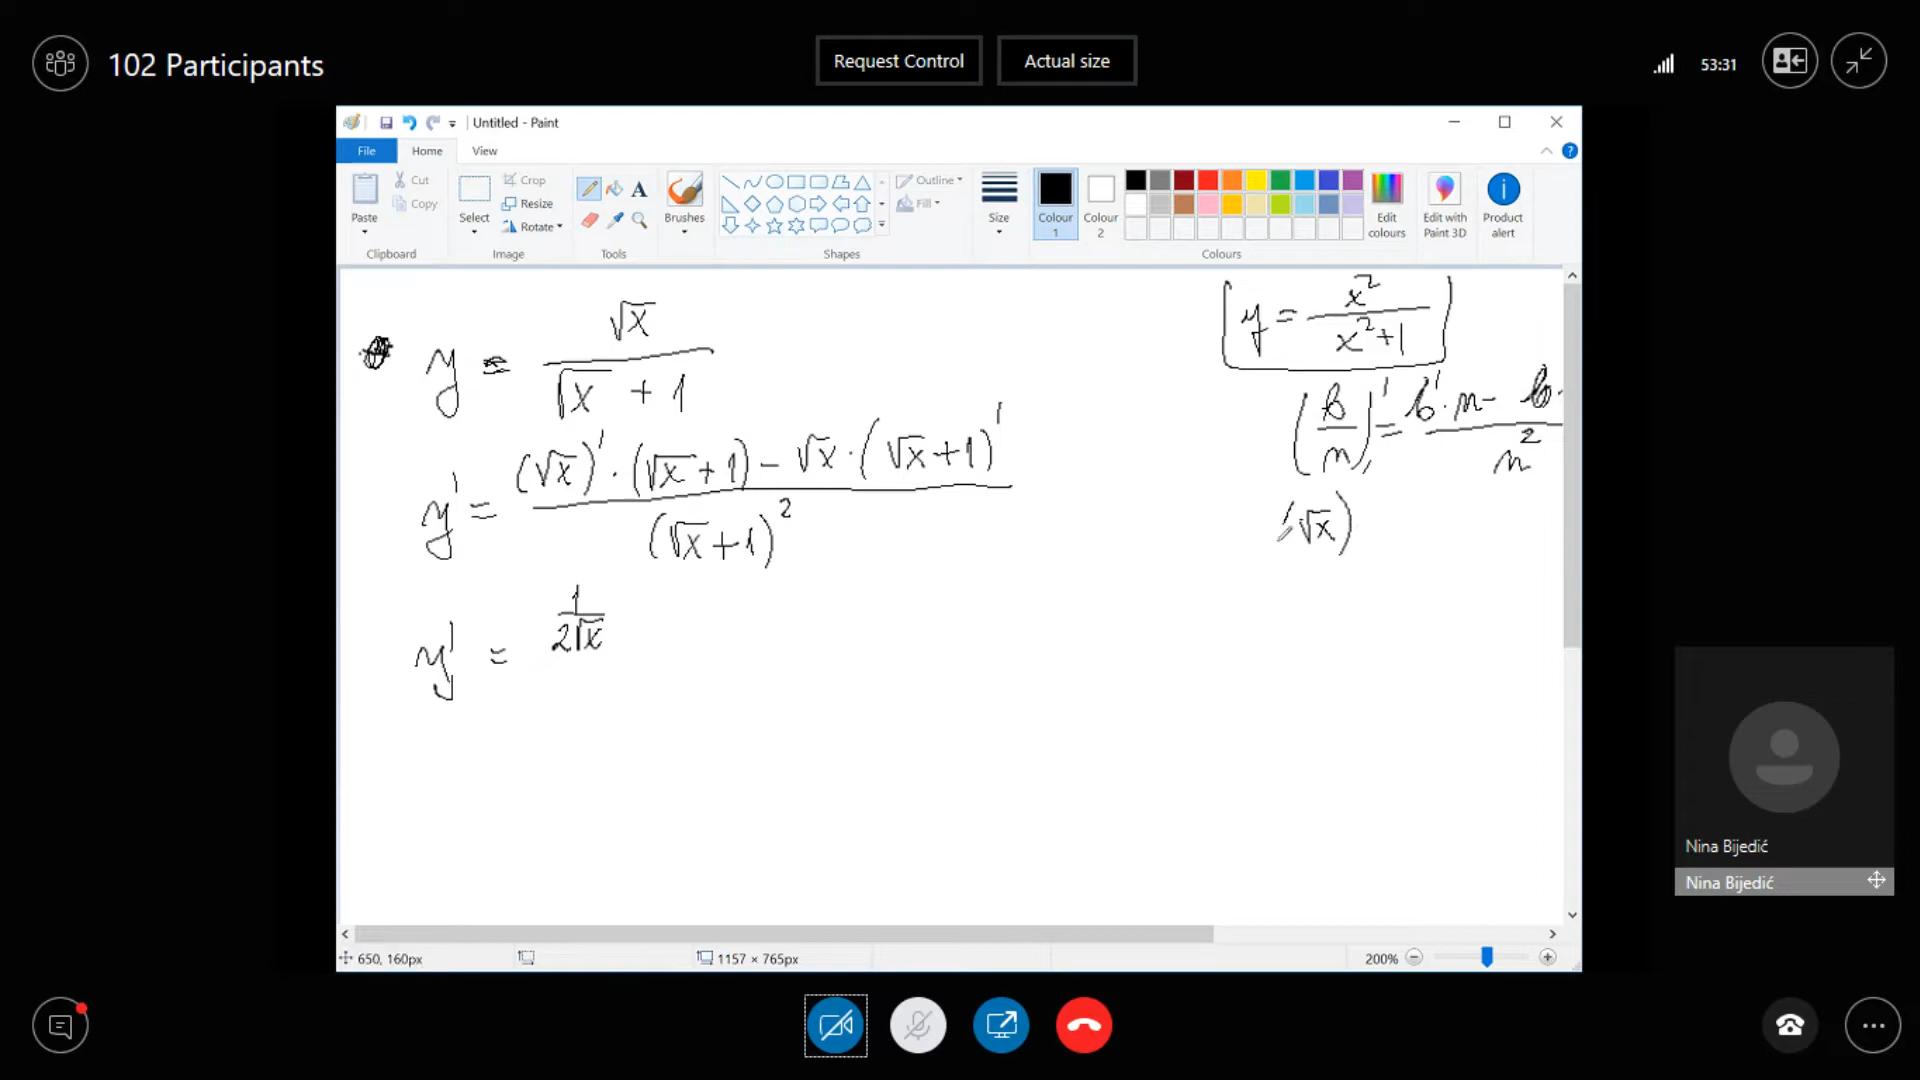 102 Participants
Request Control
Actual size
53:31
Untitled - Paint
File
Home
View
Paste
Cut
Copy
Clipboard
Select
Crop
Resize
Rotate
Image
A
Tools
Brushes
Outline
Fill
Shapes
Size
Colour 1
Colour 2
Edit colours
Colours
Edit with Paint 3D
Product alert
y = √x / (√x + 1)
y' = ((√x)' · (√x + 1) − √x · (√x + 1)') / (√x + 1)²
y' = 1 / 2√x
y = x² / (x² + 1)
(B/n)' = b' · n − b · / n²
(√x)
650, 160px
1157 × 765px
200%
Nina Bijedić
Nina Bijedić